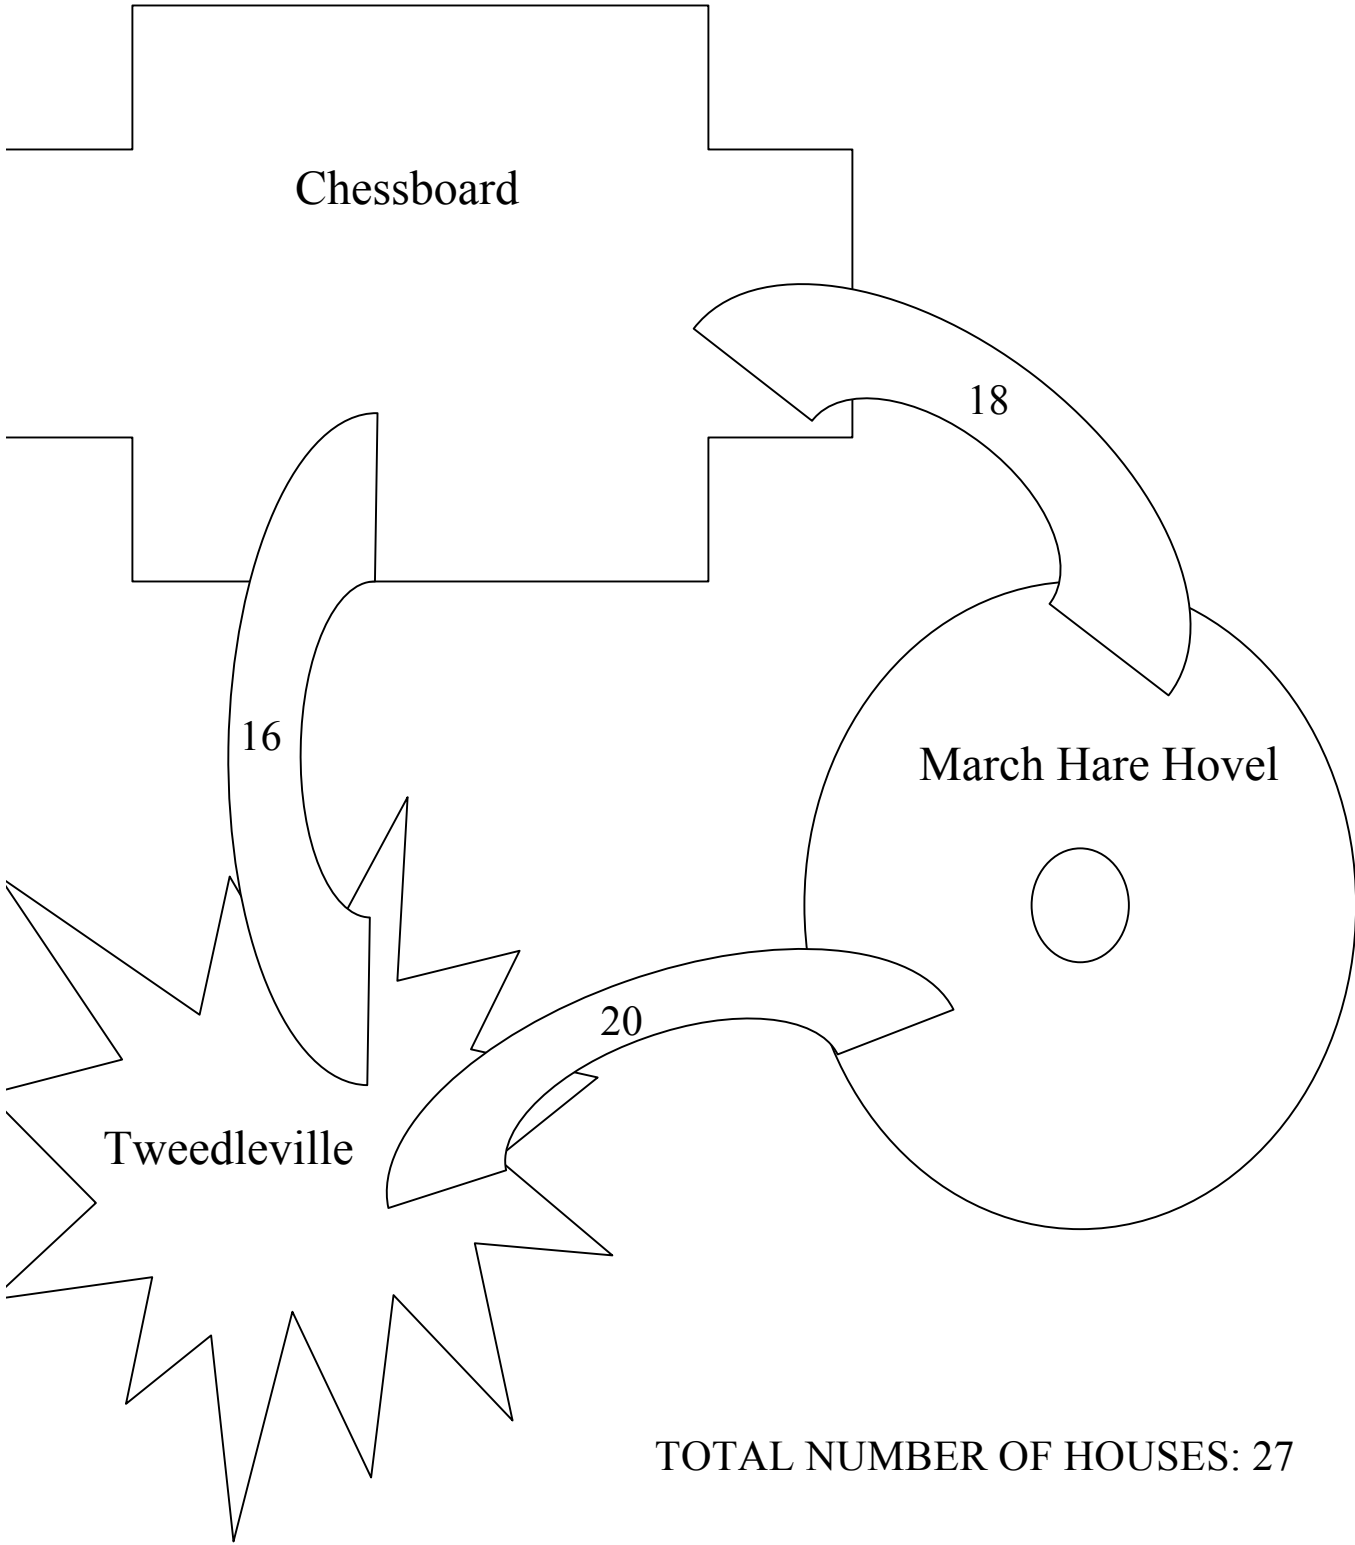 Chessboard
18
16
March Hare Hovel
20
Tweedleville
TOTAL NUMBER OF HOUSES: 27